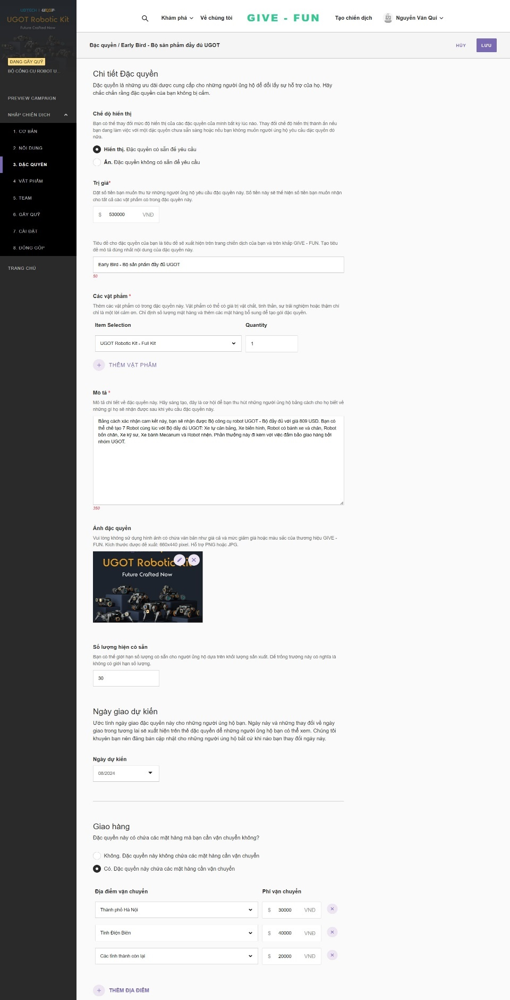 UBTECH | UGOT
UGOT Robotic Kit
Future Crafted Now
ĐANG GÂY QUỸ
BỘ CÔNG CỤ ROBOT U...
PREVIEW CAMPAIGN
NHẬP CHIẾN DỊCH
1. CƠ BẢN
2. NỘI DUNG
3. ĐẶC QUYỀN
4. VẬT PHẨM
5. TEAM
6. GÂY QUỸ
7. CÀI ĐẶT
8. ĐÓNG GÓP
TRANG CHỦ
Khám phá
Về chúng tôi
GIVE - FUN
Tạo chiến dịch
Nguyễn Văn Qui
Đặc quyền / Early Bird - Bộ sản phẩm đầy đủ UGOT
HỦY
LƯU
Chi tiết Đặc quyền
Đặc quyền là những ưu đãi được cung cấp cho những người ủng hộ để đổi lấy sự hỗ trợ của họ. Hãy
chắc chắn rằng đặc quyền của bạn không bị cấm.
Chế độ hiển thị
Bạn có thể thay đổi mức độ hiển thị của các đặc quyền của mình bất kỳ lúc nào. Thay đổi chế độ hiển thị thành ẩn nếu
bạn đang làm việc với một đặc quyền chưa sẵn sàng hoặc nếu bạn không muốn người ủng hộ yêu cầu đặc quyền đó
nữa.
Hiển thị. Đặc quyền có sẵn để yêu cầu
Ẩn. Đặc quyền không có sẵn để yêu cầu
Trị giá*
Đặt số tiền bạn muốn thu từ những người ủng hộ yêu cầu đặc quyền này. Số tiền này sẽ thể hiện số tiền bạn muốn nhận
cho tất cả các vật phẩm có trong đặc quyền này.
$ 530000 VNĐ
Tiêu đề cho đặc quyền của bạn là tiêu đề sẽ xuất hiện trên trang chiến dịch của bạn và trên khắp GIVE - FUN. Tạo tiêu
đề mô tả đúng nhất nội dung của đặc quyền này.
Early Bird - Bộ sản phẩm đầy đủ UGOT
50
Các vật phẩm *
Thêm các vật phẩm có trong đặc quyền này. Vật phẩm có thể có giá trị vật chất, tinh thần, sự trải nghiệm hoặc thậm chí
chỉ là một lời cảm ơn. Chỉ định số lượng mặt hàng và thêm các mặt hàng bổ sung để tạo gói đặc quyền.
Item Selection
Quantity
UGOT Robotic Kit - Full Kit
1
THÊM VẬT PHẨM
Mô tả *
Mô tả chi tiết về đặc quyền này. Hãy sáng tạo, đây là cơ hội để bạn thu hút những người ủng hộ bằng cách cho họ biết về
những gì họ sẽ nhận được sau khi yêu cầu đặc quyền này.
Bằng cách xác nhận cam kết này, bạn sẽ nhận được Bộ công cụ robot UGOT - Bộ đầy đủ với giá 809 USD. Bạn có
thể chế tạo 7 Robot cùng lúc với Bộ đầy đủ UGOT: Xe tự cân bằng, Xe biến hình, Robot có bánh xe và chân, Robot
bốn chân, Xe kỹ sư, Xe bánh Mecanum và Robot nhện. Phần thưởng này đi kèm với việc đảm bảo giao hàng bởi
nhóm UGOT.
350
Ảnh đặc quyền
Vui lòng không sử dụng hình ảnh có chứa văn bản như giá cả và mức giảm giá hoặc màu sắc của thương hiệu GIVE -
FUN. Kích thước được đề xuất: 660x440 pixel. Hỗ trợ PNG hoặc JPG.
UGOT Robotic Kit
Future Crafted Now
Số lượng hiện có sẵn
Bạn có thể giới hạn số lượng có sẵn cho người ủng hộ dựa trên khối lượng sản xuất. Để trống trường này có nghĩa là
không có giới hạn số lượng.
30
Ngày giao dự kiến
Ước tính ngày giao đặc quyền này cho những người ủng hộ bạn. Ngày này và những thay đổi về ngày
giao trong tương lai sẽ xuất hiện trên thẻ đặc quyền để những người ủng hộ bạn có thể xem. Chúng tôi
khuyên bạn nên đăng bán cập nhật cho những người ủng hộ bất cứ khi nào bạn thay đổi ngày này.
Ngày dự kiến
08/2024
Giao hàng
Đặc quyền này có chứa các mặt hàng mà bạn cần vận chuyển không?
Không. Đặc quyền này không chứa các mặt hàng cần vận chuyển
Có. Đặc quyền này chứa các mặt hàng cần vận chuyển
Địa điểm vận chuyển
Phí vận chuyển
Thành phố Hà Nội
$ 30000 VNĐ
Tỉnh Điện Biên
$ 40000 VNĐ
Các tỉnh thành còn lại
$ 20000 VNĐ
THÊM ĐỊA ĐIỂM